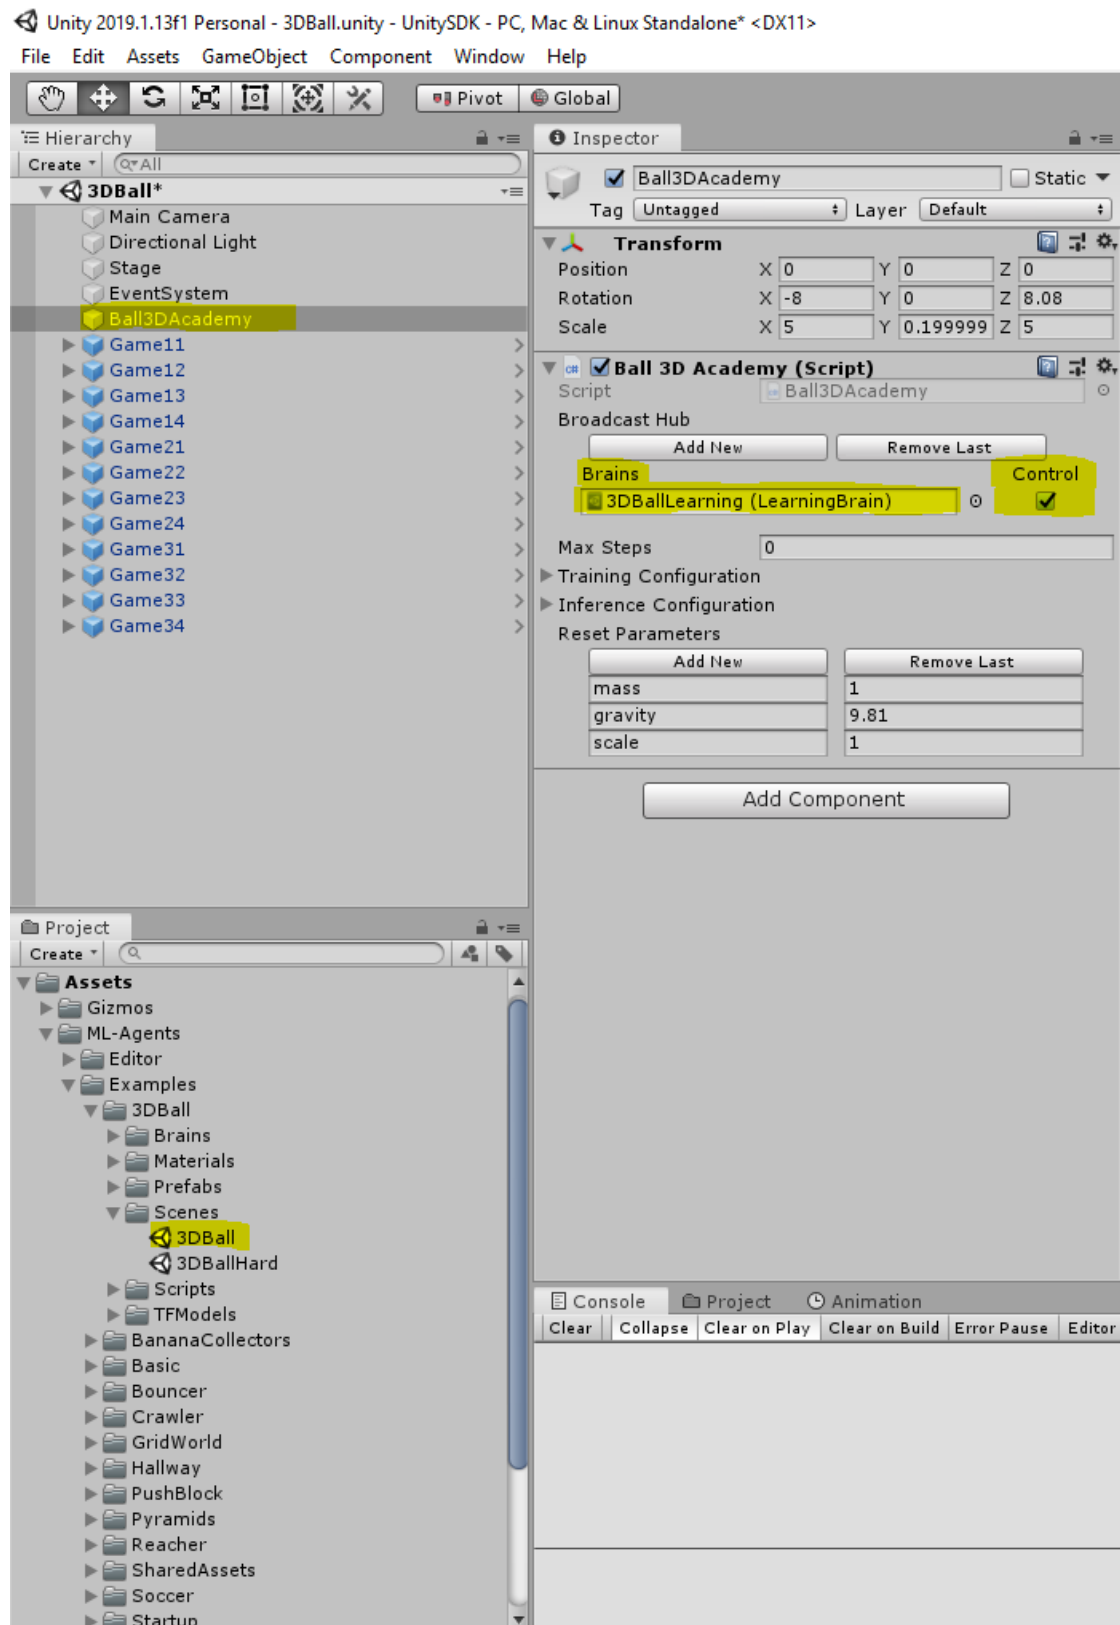 Unity 2019.1.13f1 Personal - 3DBall.unity - UnitySDK - PC, Mac & Linux Standalone* <DX11>
File Edit Assets GameObject Component Window Help
Pivot Global
Hierarchy
Create All
3DBall*
Main Camera
Directional Light
Stage
EventSystem
Ball3DAcademy
Game11
Game12
Game13
Game14
Game21
Game22
Game23
Game24
Game31
Game32
Game33
Game34
Inspector
Ball3DAcademy Static
Tag Untagged Layer Default
Transform
Position X 0 Y 0 Z 0
Rotation X -8 Y 0 Z 8.08
Scale X 5 Y 0.199999 Z 5
Ball 3D Academy (Script)
Script Ball3DAcademy
Broadcast Hub
Add New Remove Last
Brains Control
3DBallLearning (LearningBrain)
Max Steps 0
Training Configuration
Inference Configuration
Reset Parameters
Add New Remove Last
mass 1
gravity 9.81
scale 1
Add Component
Project
Create
Assets
Gizmos
ML-Agents
Editor
Examples
3DBall
Brains
Materials
Prefabs
Scenes
3DBall
3DBallHard
Scripts
TFModels
BananaCollectors
Basic
Bouncer
Crawler
GridWorld
Hallway
PushBlock
Pyramids
Reacher
SharedAssets
Soccer
Startup
Console Project Animation
Clear Collapse Clear on Play Clear on Build Error Pause Editor